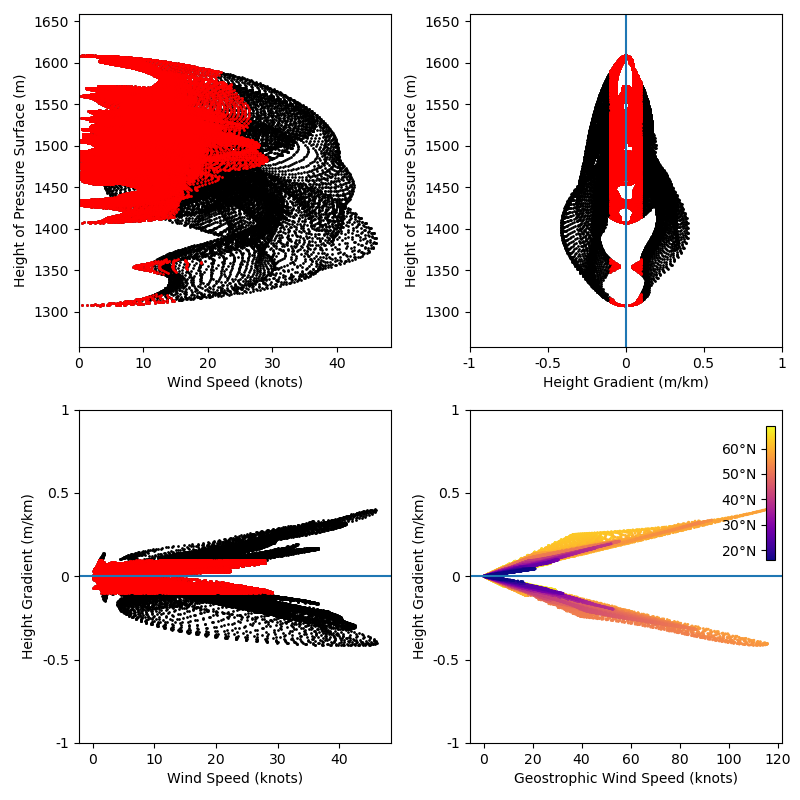 Height of Pressure Surface (m)
1650
1600
1550
1500
1450
1400
1350
1300
0 10 20 30 40
Wind Speed (knots)
Height of Pressure Surface (m)
1650
1600
1550
1500
1450
1400
1350
1300
-1 -0.5 0 0.5 1
Height Gradient (m/km)
Height Gradient (m/km)
1
0.5
0
-0.5
-1
0 10 20 30 40
Wind Speed (knots)
Height Gradient (m/km)
1
0.5
0
-0.5
-1
60°N
50°N
40°N
30°N
20°N
0 20 40 60 80 100 120
Geostrophic Wind Speed (knots)